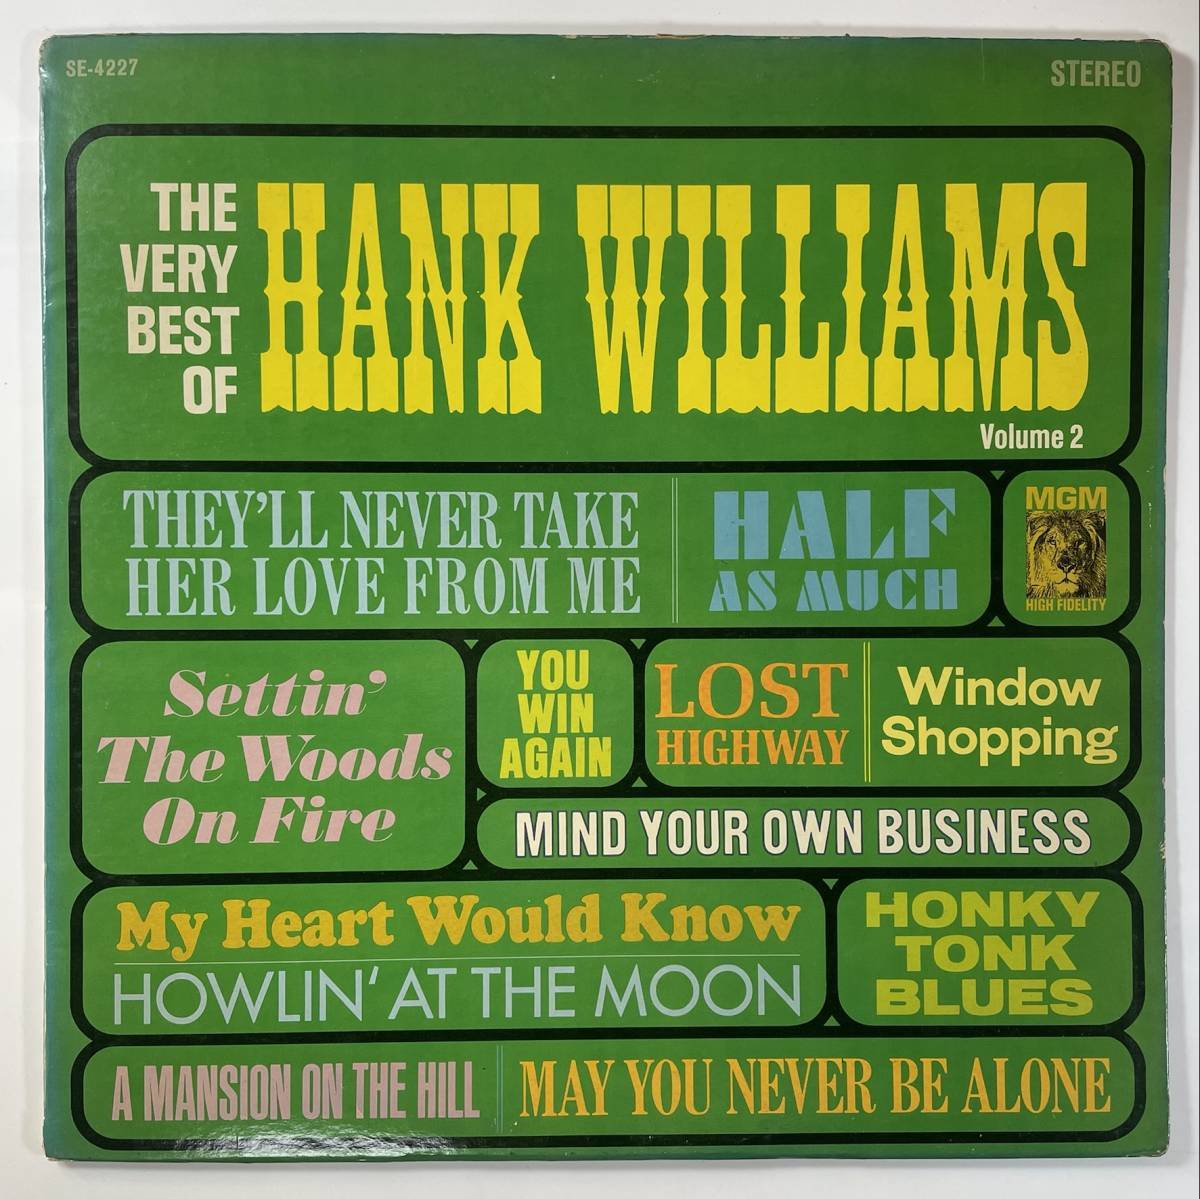 SE-4227
STEREO
THE
VERY
BEST
OF
HANK WILLIAMS
Volume 2
THEY'LL NEVER TAKE
HER LOVE FROM ME
HALF
AS MUCH
MGM
HIGH FIDELITY
Settin'
The Woods
On Fire
YOU
WIN
AGAIN
LOST
HIGHWAY
Window
Shopping
MIND YOUR OWN BUSINESS
My Heart Would Know
HOWLIN' AT THE MOON
HONKY
TONK
BLUES
A MANSION ON THE HILL
MAY YOU NEVER BE ALONE